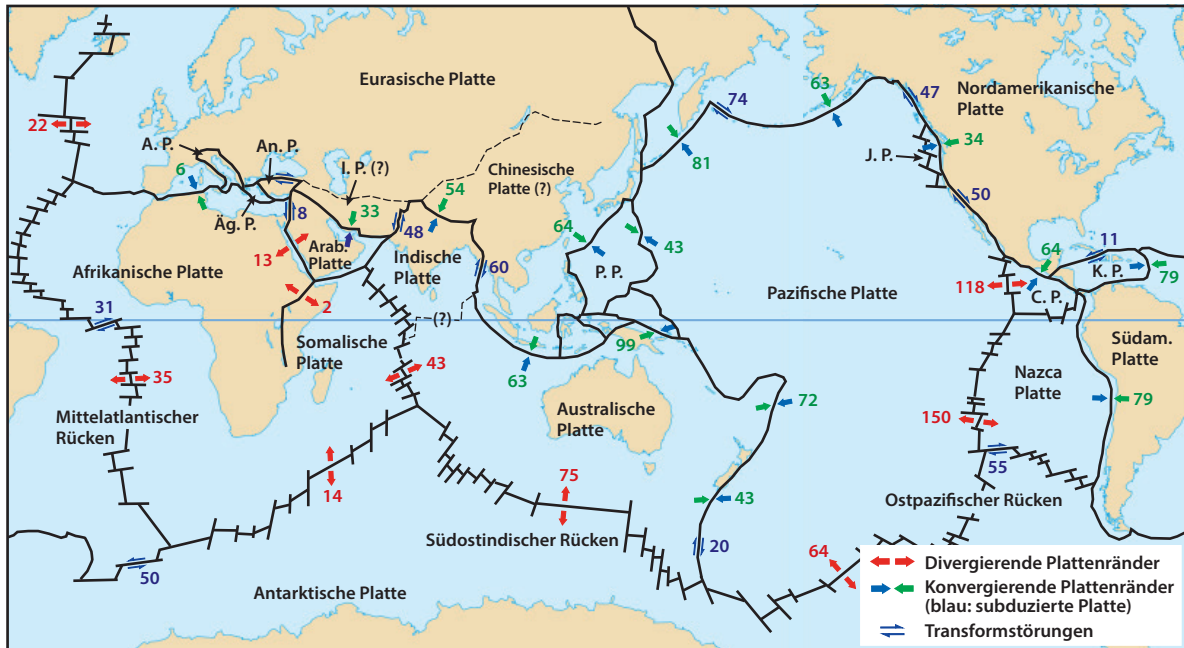 Eurasische Platte
63
Nordamerikanische
Platte
74
47
22
A. P.
An. P.
81
34
6
I. P. (?)
Chinesische
Platte (?)
J. P.
54
Äg. P.
8
33
50
48
64
43
64
11
13
Arab.
Platte
Indische
Platte
60
P. P.
K. P.
79
Afrikanische Platte
118
C. P.
31
2
(?)
Pazifische Platte
Somalische
Platte
99
Südam.
Platte
35
43
63
Nazca
Platte
Mittelatlantischer
Rücken
Australische
Platte
72
150
79
14
75
55
43
Ostpazifischer Rücken
Südostindischer Rücken
20
64
50
Antarktische Platte
Divergierende Plattenränder
Konvergierende Plattenränder
(blau: subduzierte Platte)
Transformstörungen